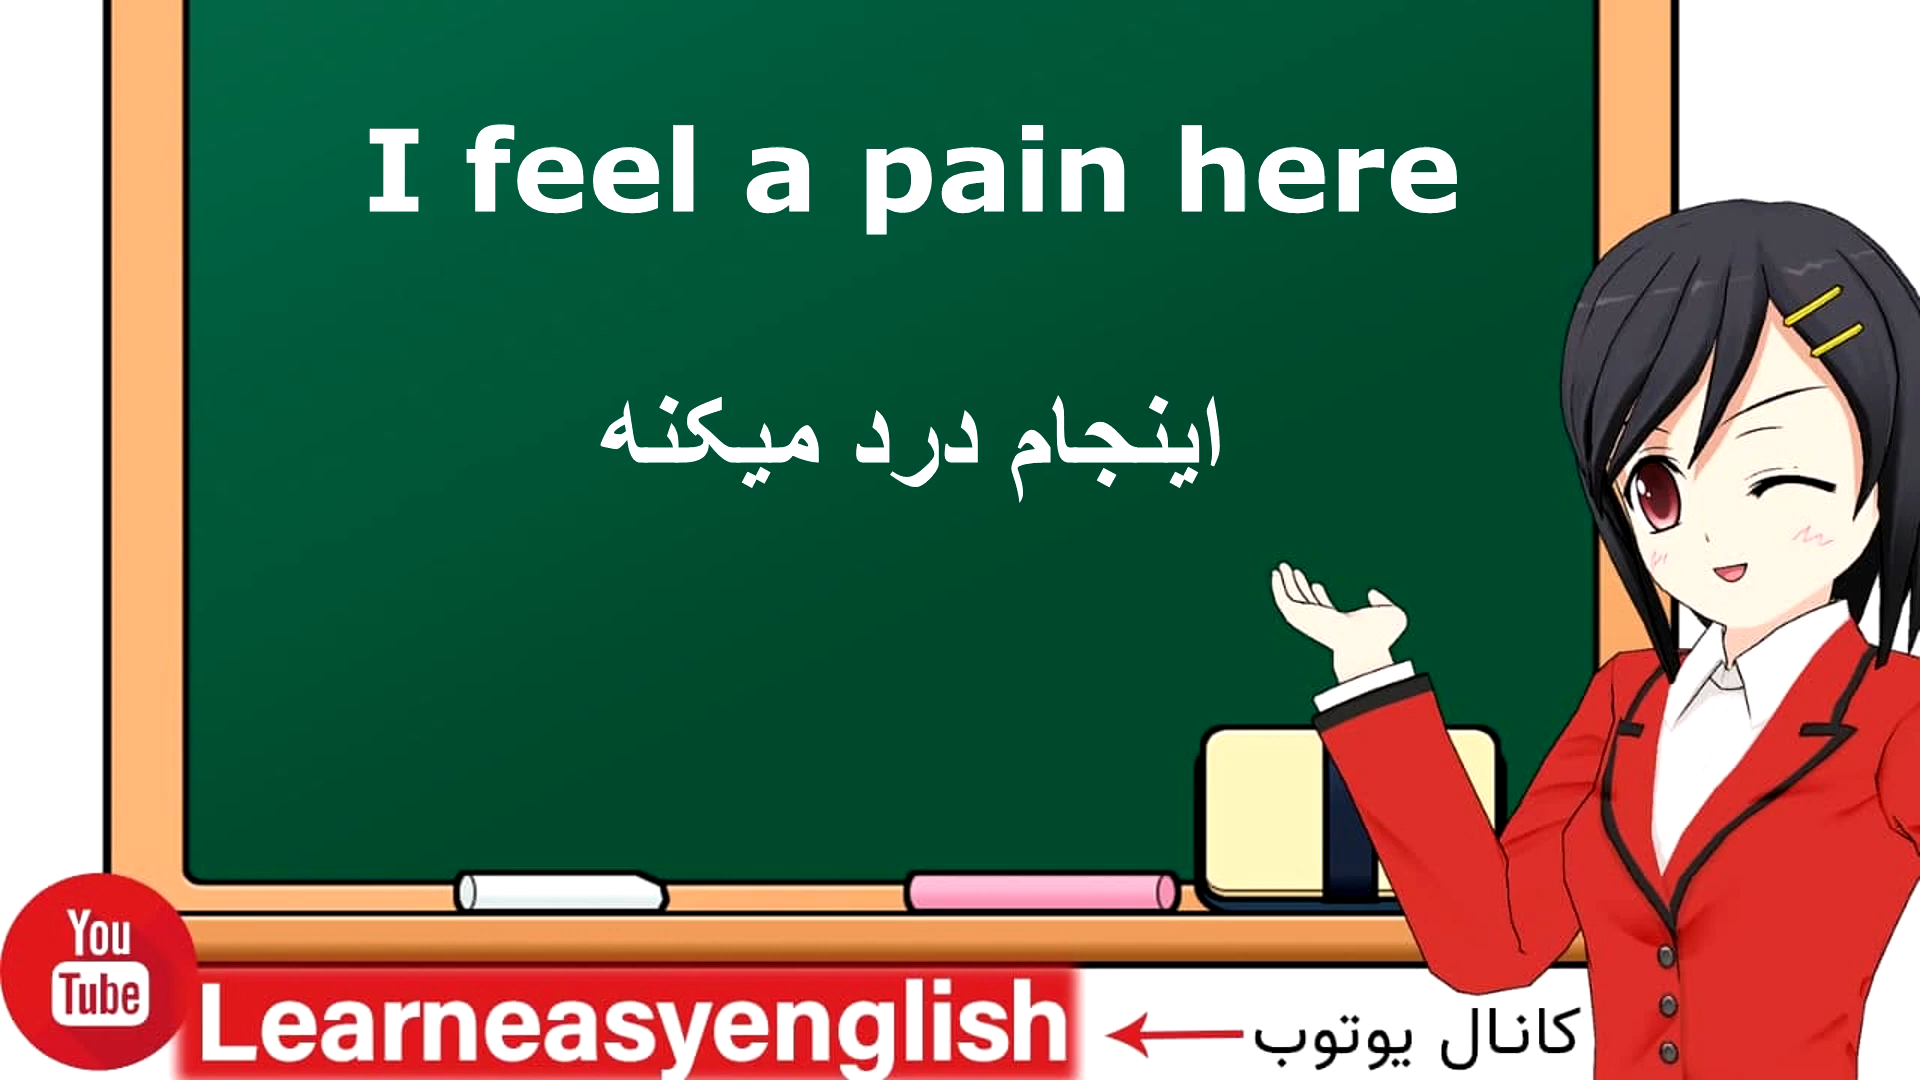 I feel a pain here
اینجام درد میکنه
You
Tube
Learneasyenglish
کانال یوتوب